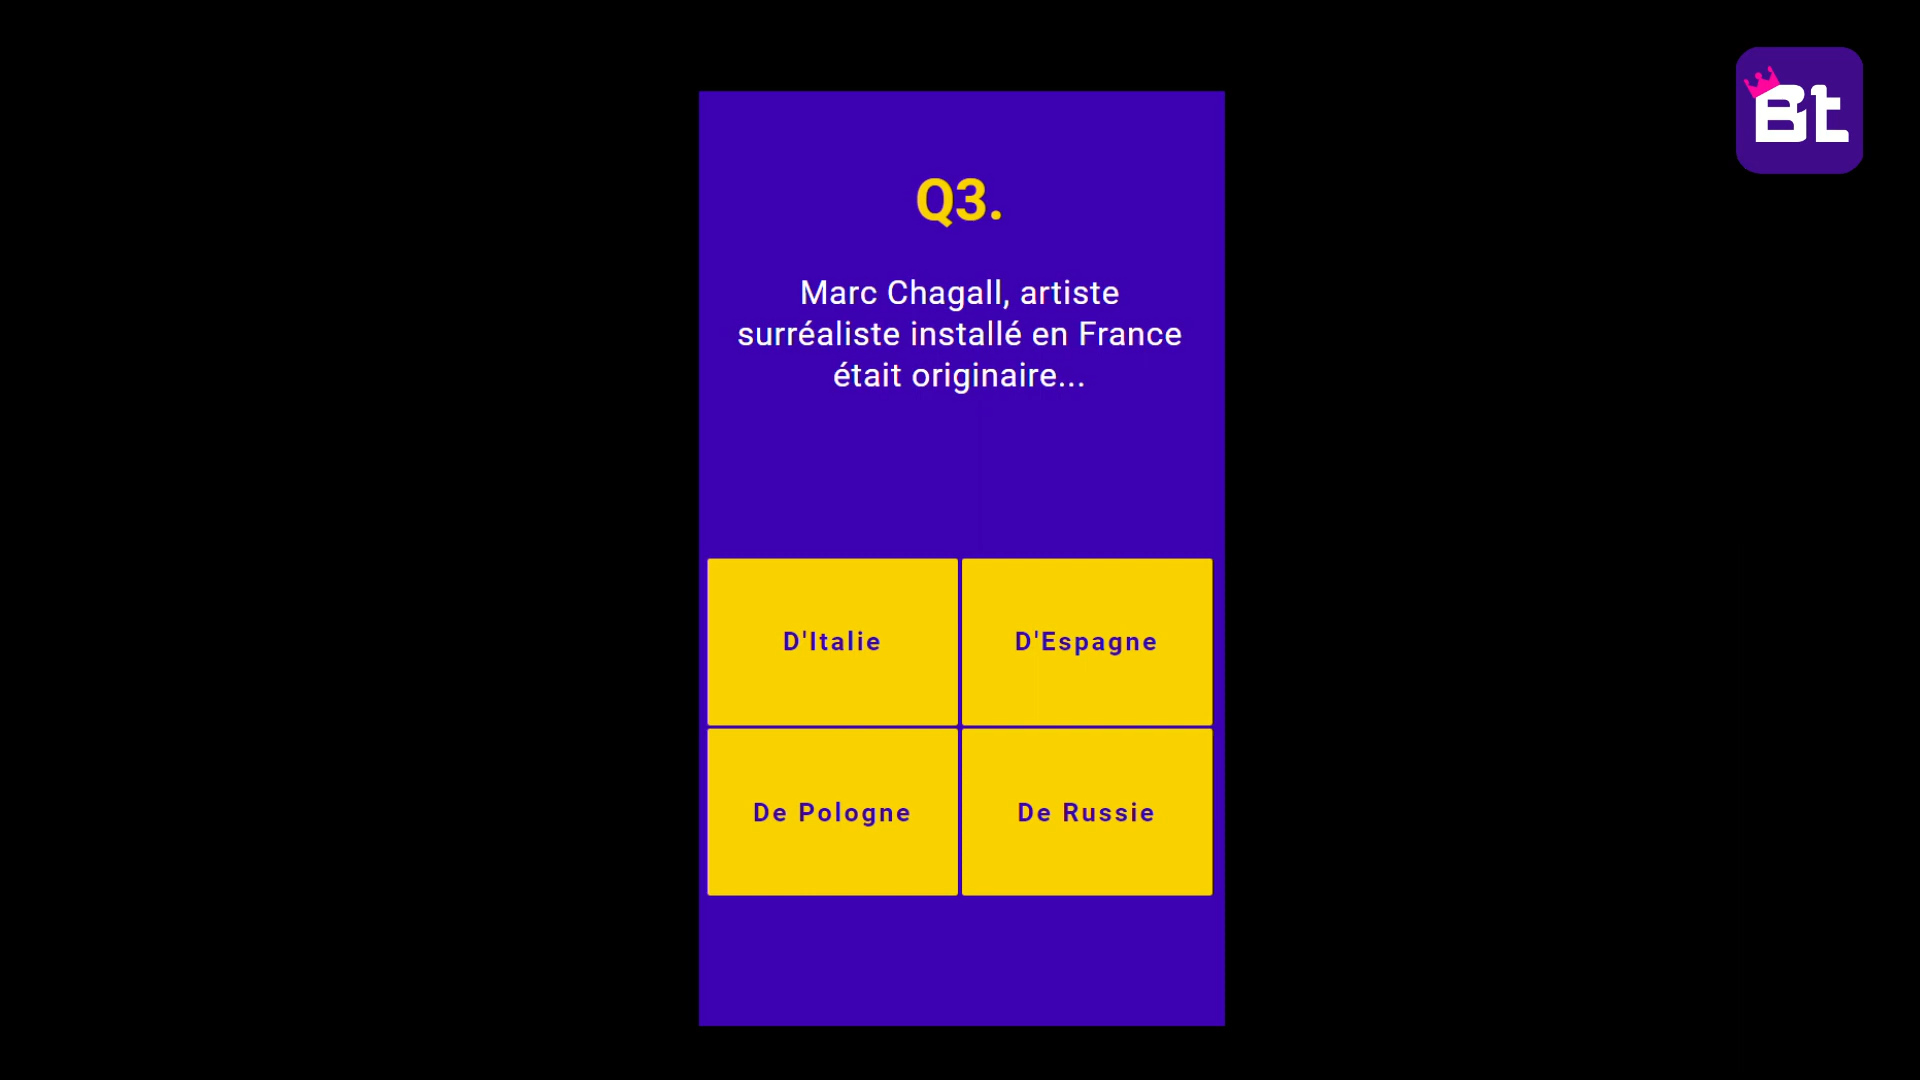 Bt
Q3.
Marc Chagall, artiste
surréaliste installé en France
était originaire...
D'Italie
D'Espagne
De Pologne
De Russie